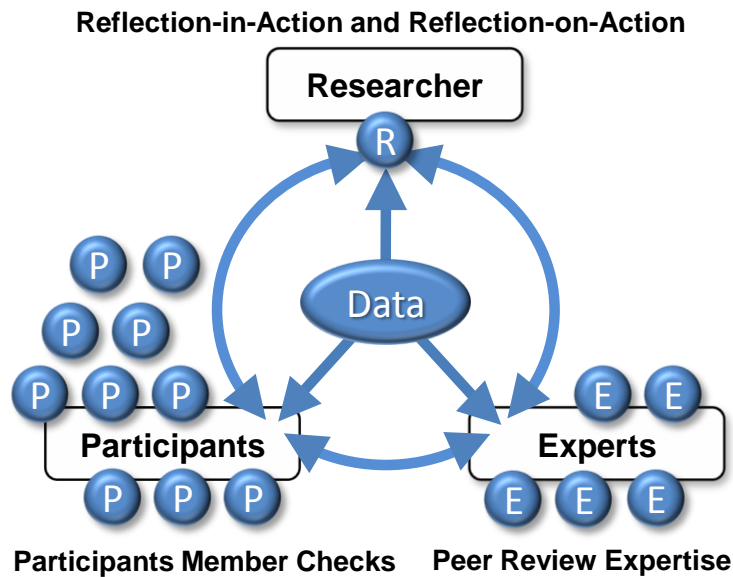 Reflection-in-Action and Reflection-on-Action
Researcher
R
P P
Data
P P
P P P
E E
Participants
Experts
P P P
E E E
Participants Member Checks
Peer Review Expertise